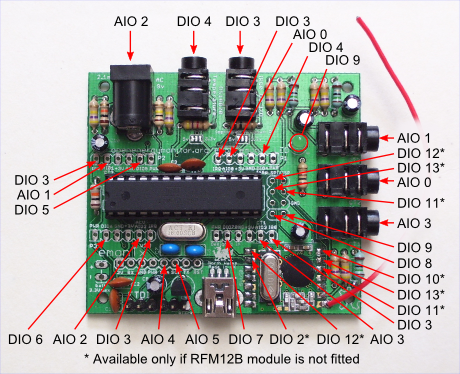 AIO 2 DIO 4 DIO 3 DIO 3
AIO 0
DIO 4
DIO 9
AIO 1
DIO 12*
DIO 13*
AIO 0
DIO 11*
AIO 3
DIO 3
AIO 1
DIO 5
DIO 9
DIO 8
DIO 10*
DIO 13*
DIO 11*
DIO 3
DIO 6 AIO 2 DIO 3 AIO 4 AIO 5 DIO 7 DIO 2* DIO 12* AIO 3
* Available only if RFM12B module is not fitted